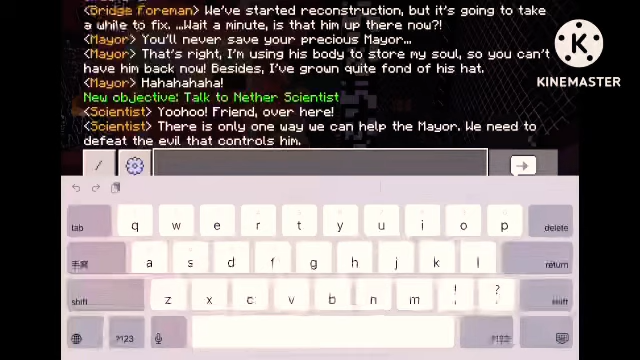 <Bridge Foreman> We've started reconstruction, but it's going to take
a while to fix. ...Wait a minute, is that him up there now?!
<Mayor> You'll never save your precious Mayor...
<Mayor> That's right, I'm using his body to store my soul, so you can't
have him back now! Besides, I've grown quite fond of his hat.
<Mayor> Hahahahaha!
New objective: Talk to Nether Scientist
<Scientist> Yoohoo! Friend, over here!
<Scientist> There is only one way we can help the Mayor. We need to
defeat the evil that controls him.
K
KINEMASTER
/
tab q w e r t y u i o p delete
a s d f g h j k l return
shift z x c v b n m ! ? shift
.?123